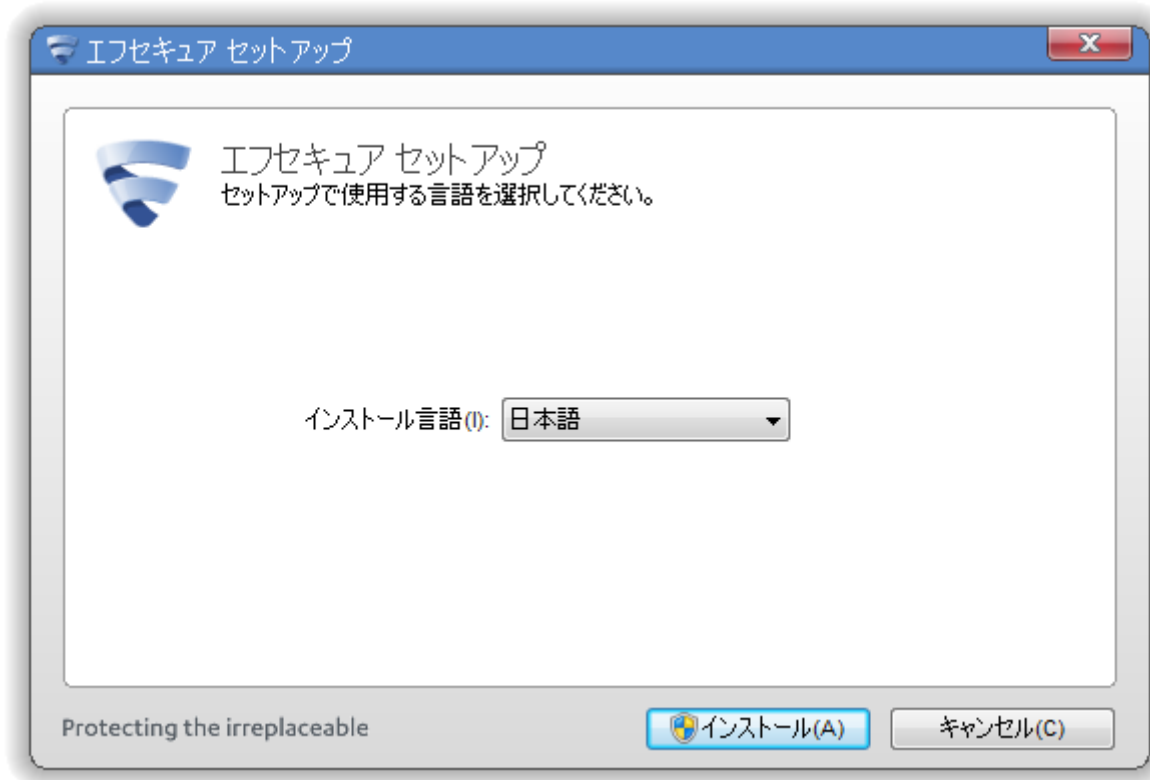 エフセキュア セットアップ
エフセキュア セットアップ
セットアップで使用する言語を選択してください。
インストール言語(I): 日本語
Protecting the irreplaceable
インストール(A)
キャンセル(C)